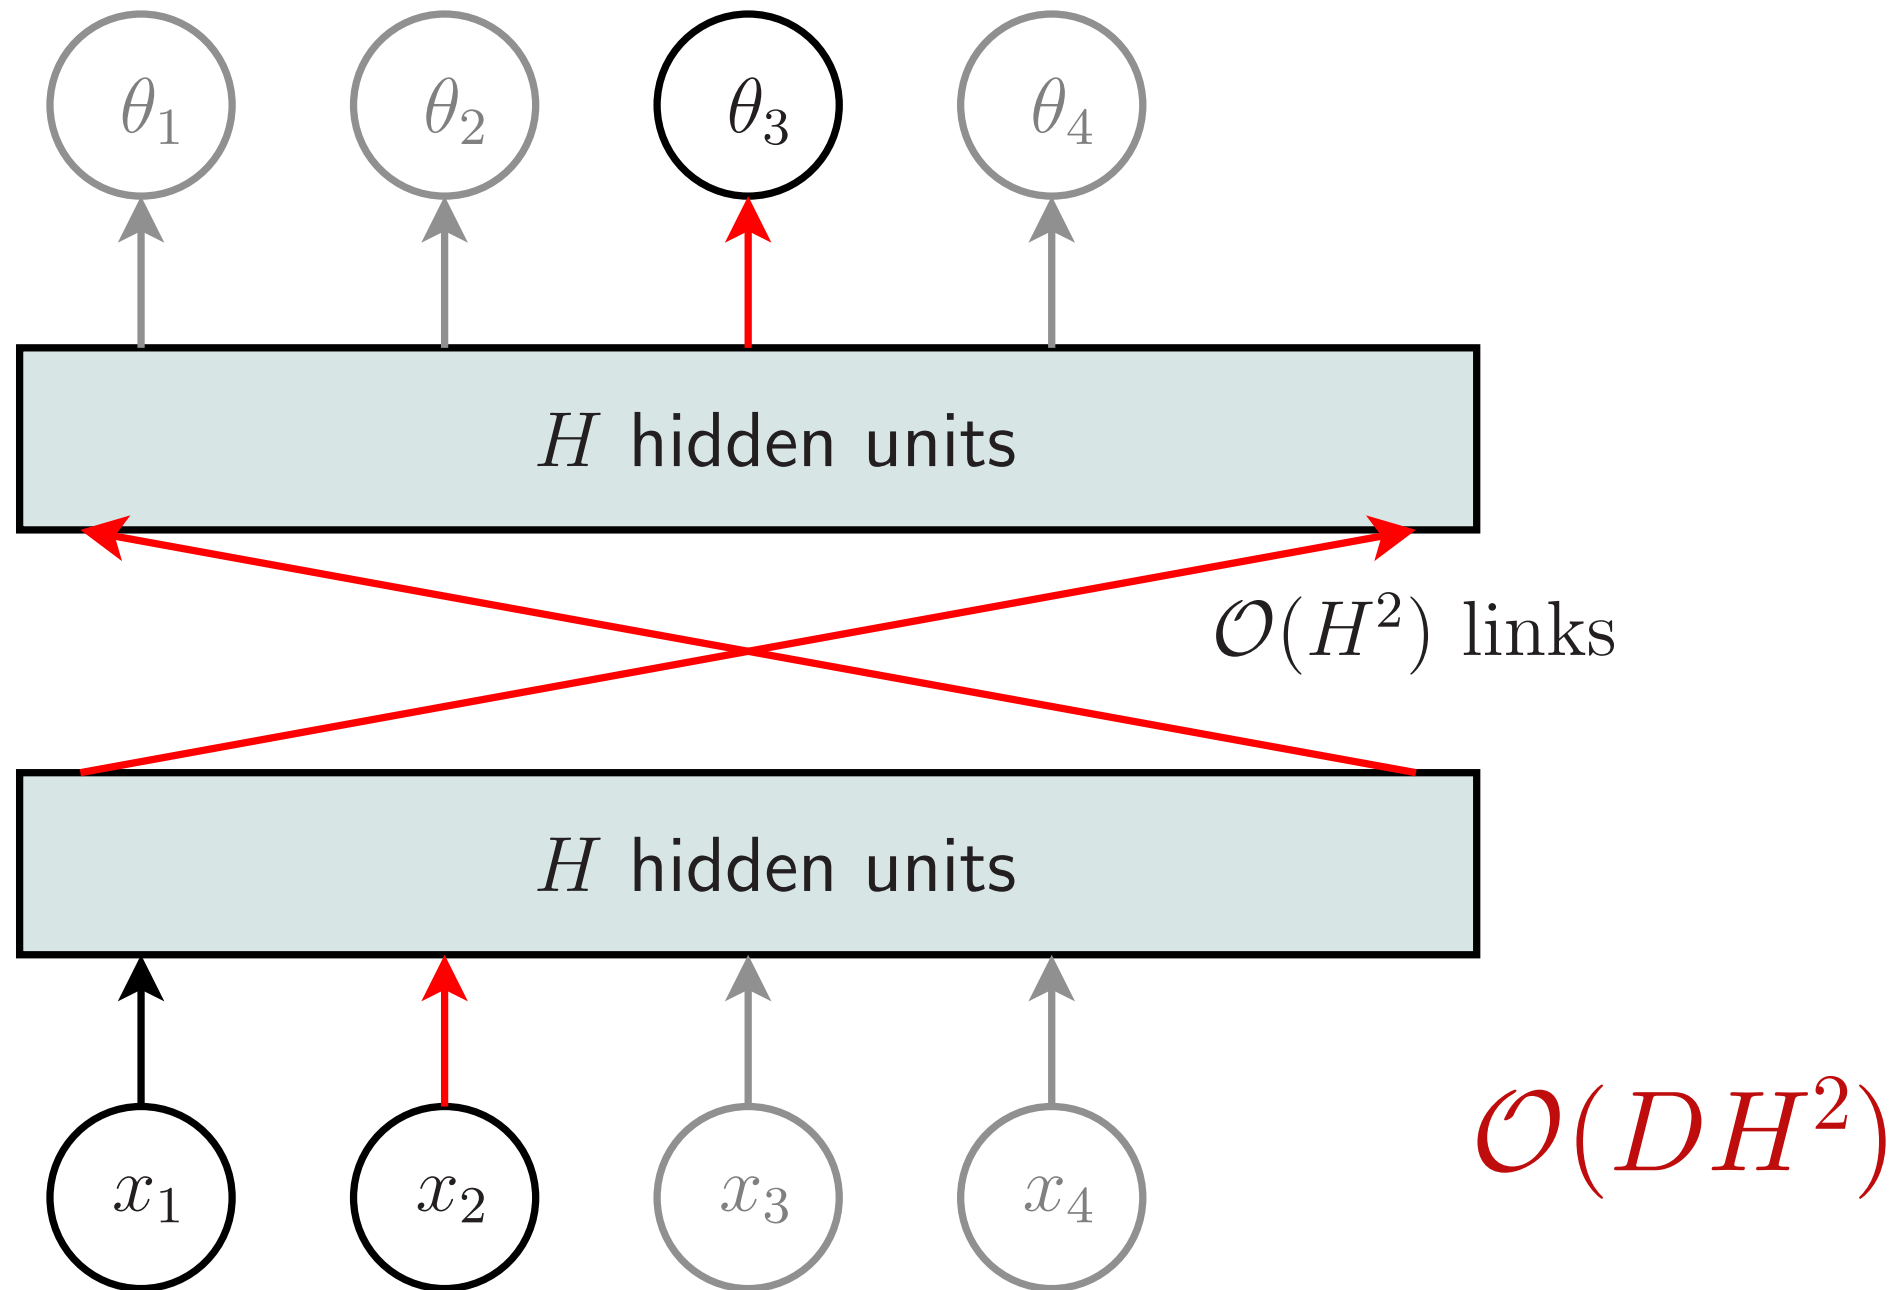 θ₁ θ₂ θ₃ θ₄
H hidden units
𝒪(H²) links
H hidden units
𝒪(DH²)
x₁ x₂ x₃ x₄